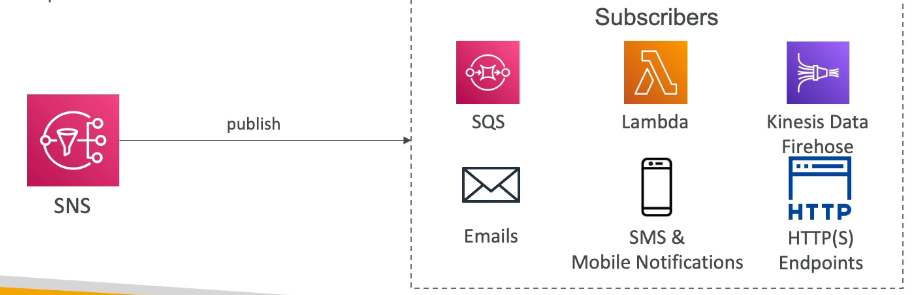 Subscribers
SQS
Lambda
Kinesis Data
Firehose
publish
SNS
HTTP
Emails
SMS &
Mobile Notifications
HTTP(S)
Endpoints